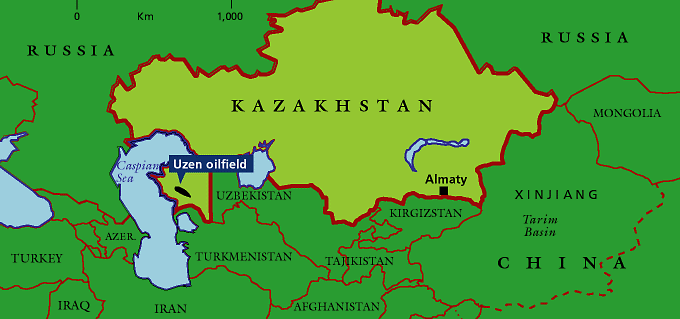 0 Km 1,000
RUSSIA
RUSSIA
KAZAKHSTAN
MONGOLIA
Caspian
Sea
Uzen oilfield
Almaty
UZBEKISTAN
XINJIANG
KIRGIZSTAN
Tarim
Basin
AZER.
TURKEY
TURKMENISTAN
TAJIKISTAN
CHINA
IRAQ
IRAN
AFGHANISTAN